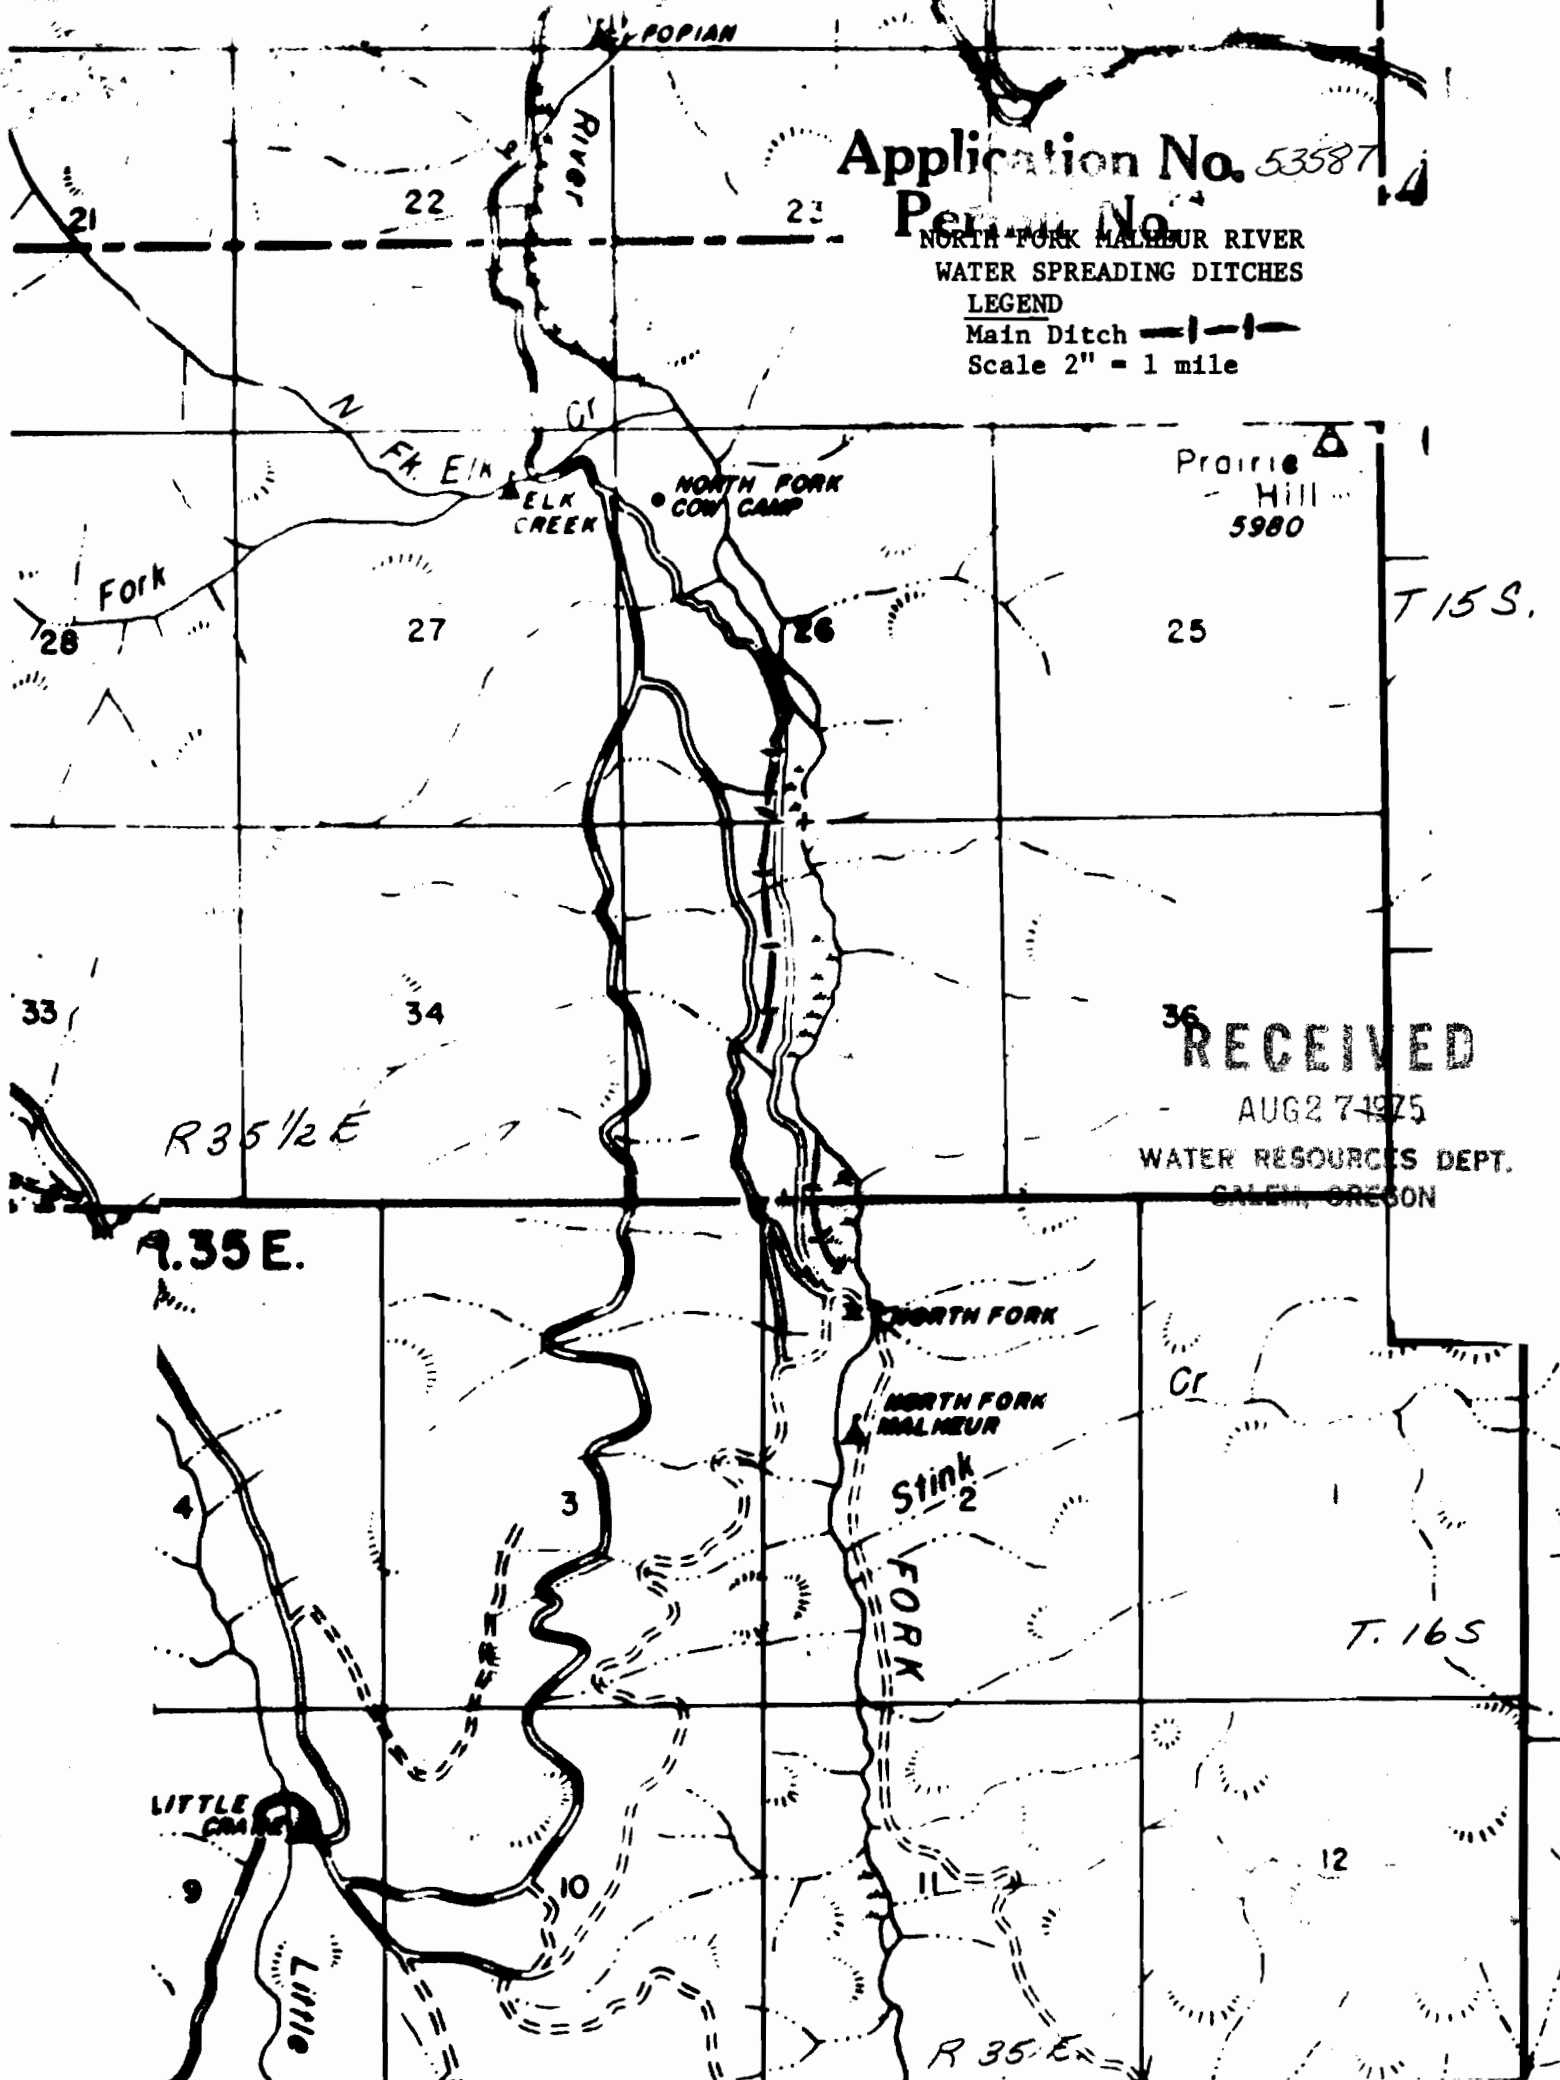 POPIAN
River
Application No. 53587
22
23
21
NORTH FORK MALHEUR RIVER
WATER SPREADING DITCHES
LEGEND
Main Ditch
Scale 2" = 1 mile
N
Cr
Fk. Elk
Prairie
Hill
5980
NORTH FORK
COW CAMP
ELK
CREEK
Fork
T 15 S.
28
27
26
25
33
34
36
RECEIVED
AUG 27 1975
WATER RESOURCES DEPT.
SALEM, OREGON
R 35 1/2 E
R.35 E.
NORTH FORK
Cr
NORTH FORK
MALHEUR
Stink
4
3
2
1
FORK
T. 16 S
LITTLE
CRANE
9
10
11
12
Little
R 35 E